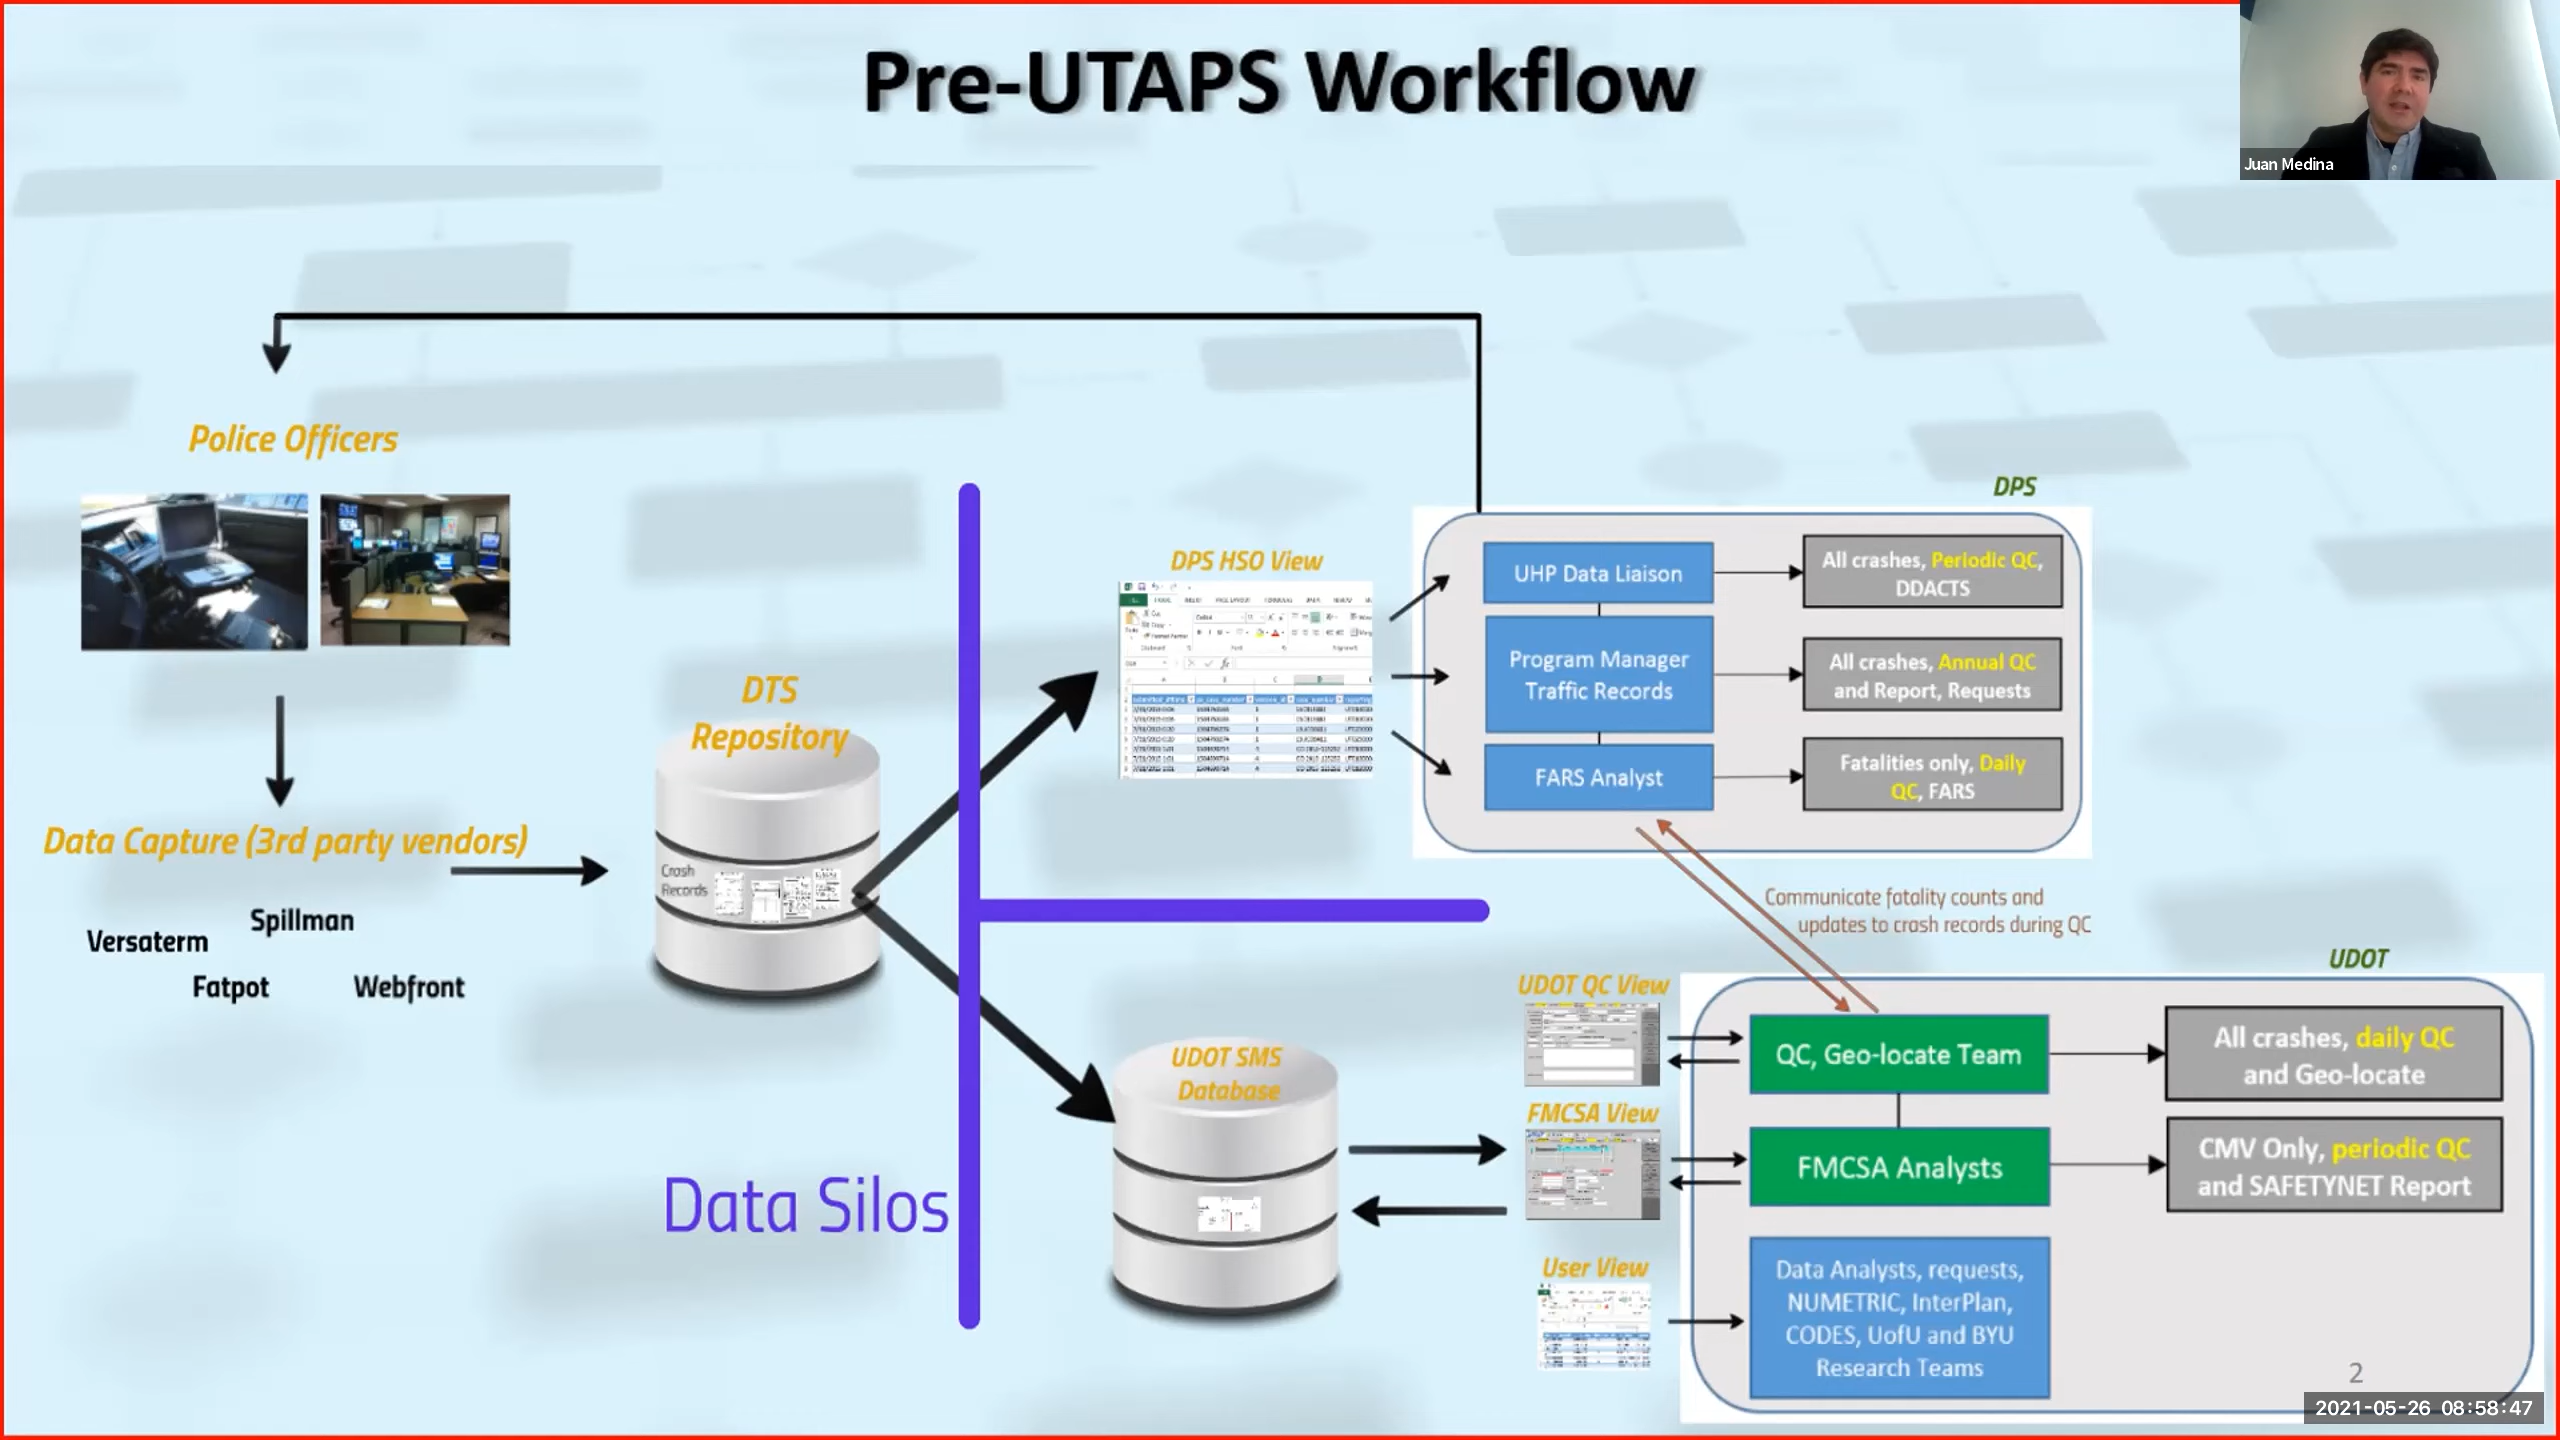 Pre-UTAPS Workflow
Juan Medina
Police Officers
Data Capture (3rd party vendors)
Spillman
Versaterm
Fatpot
Webfront
DTS
Repository
Crash
Records
Data Silos
DPS HSO View
DPS
UHP Data Liaison
All crashes, Periodic QC,
DDACTS
Program Manager
Traffic Records
All crashes, Annual QC
and Report, Requests
FARS Analyst
Fatalities only, Daily
QC, FARS
Communicate fatality counts and
updates to crash records during QC
UDOT SMS
Database
UDOT QC View
FMCSA View
User View
UDOT
QC, Geo-locate Team
All crashes, daily QC
and Geo-locate
FMCSA Analysts
CMV Only, periodic QC
and SAFETYNET Report
Data Analysts, requests,
NUMETRIC, InterPlan,
CODES, UofU and BYU
Research Teams
2
2021-05-26 08:58:47